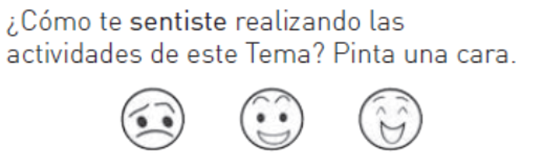 ¿Cómo te sentiste realizando las
actividades de este Tema? Pinta una cara.